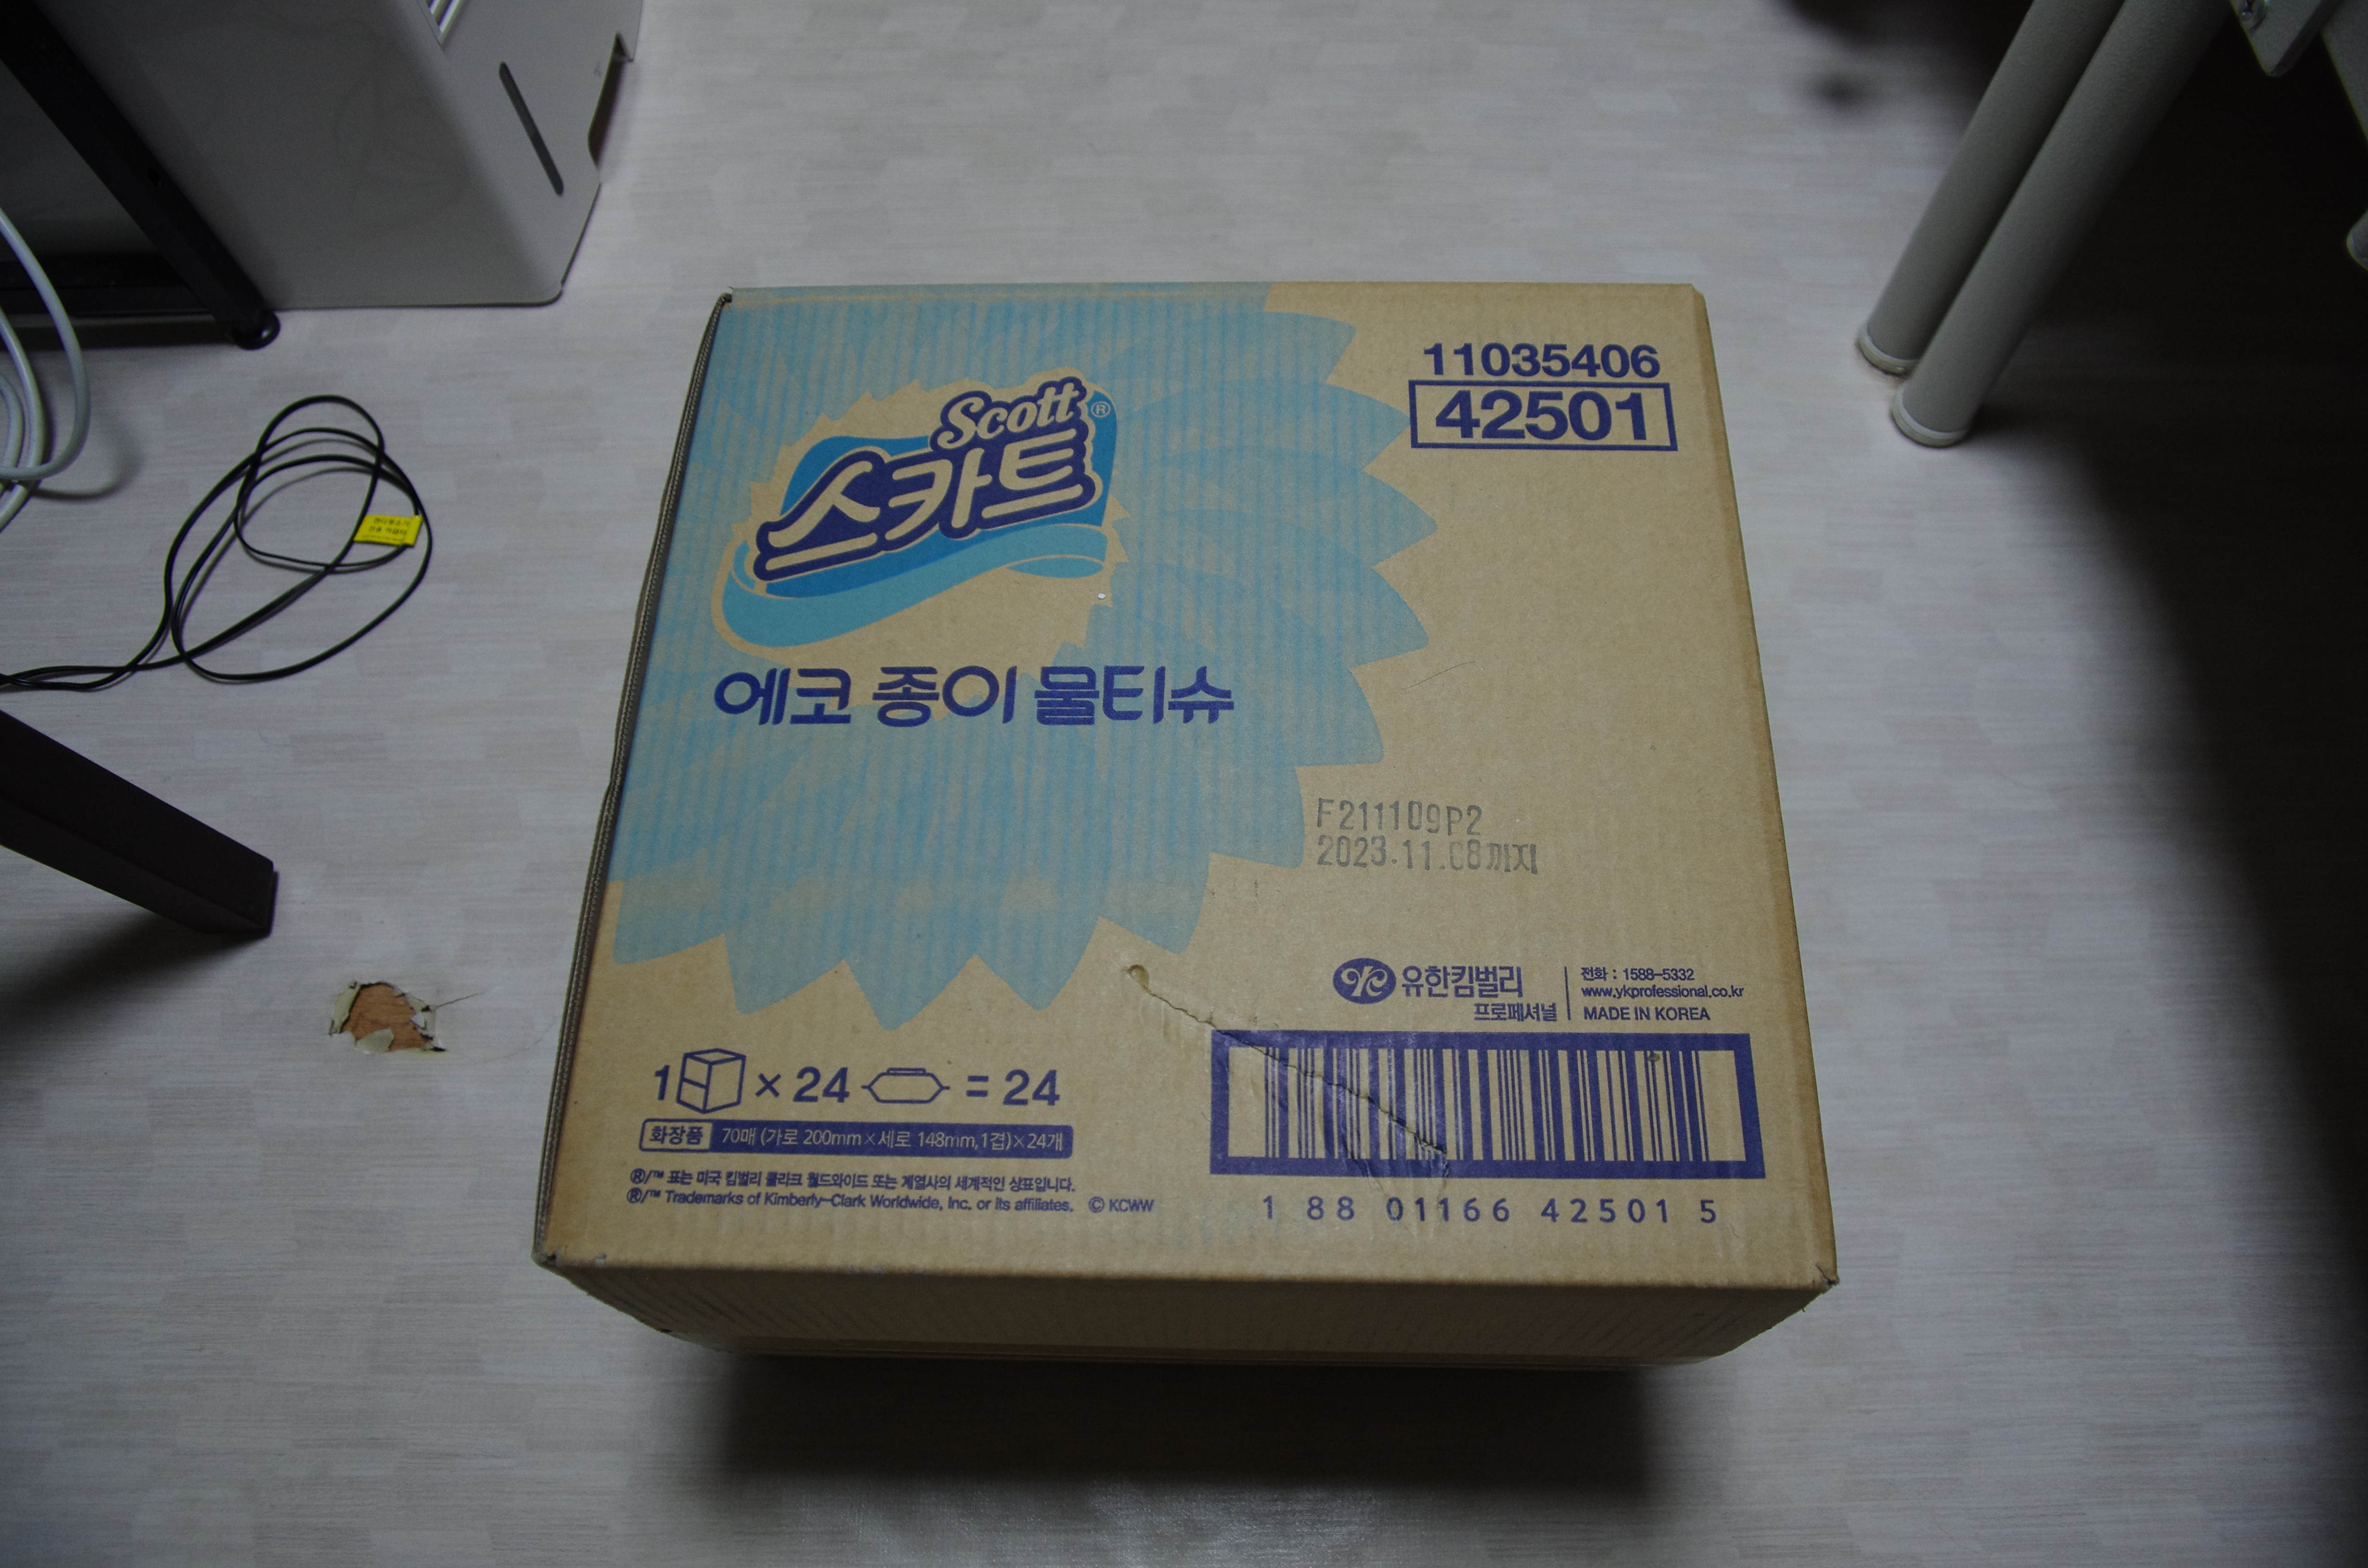 11035406
42501
Scott®
스카트
에코 종이 물티슈
F211109P2
2023.11.08까지
유한킴벌리
프로페셔널
전화 : 1588-5332
www.ykprofessional.co.kr
MADE IN KOREA
1 × 24 = 24
화장품 70매 (가로 200mm×세로 148mm, 1겹)×24개
®/™ 표는 미국 킴벌리 클라크 월드와이드 또는 계열사의 세계적인 상표입니다.
®/™ Trademarks of Kimberly-Clark Worldwide, Inc. or its affiliates. © KCWW
1 88 01166 42501 5